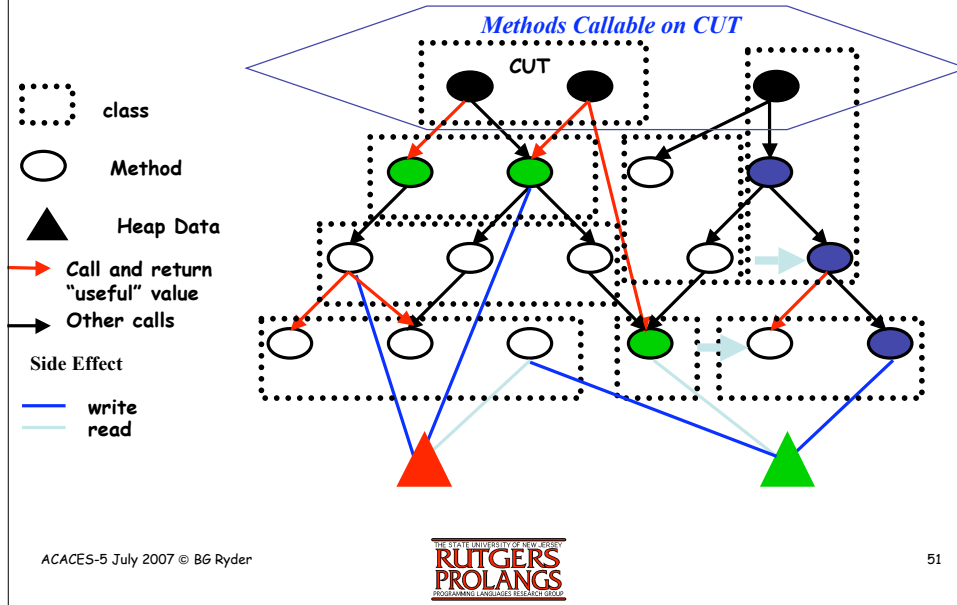 Methods Callable on CUT
CUT
class
Method
Heap Data
Call and return
"useful" value
Other calls
Side Effect
write
read
ACACES-5 July 2007 © BG Ryder
THE STATE UNIVERSITY OF NEW JERSEY
RUTGERS
PROLANGS
PROGRAMMING LANGUAGES RESEARCH GROUP
51